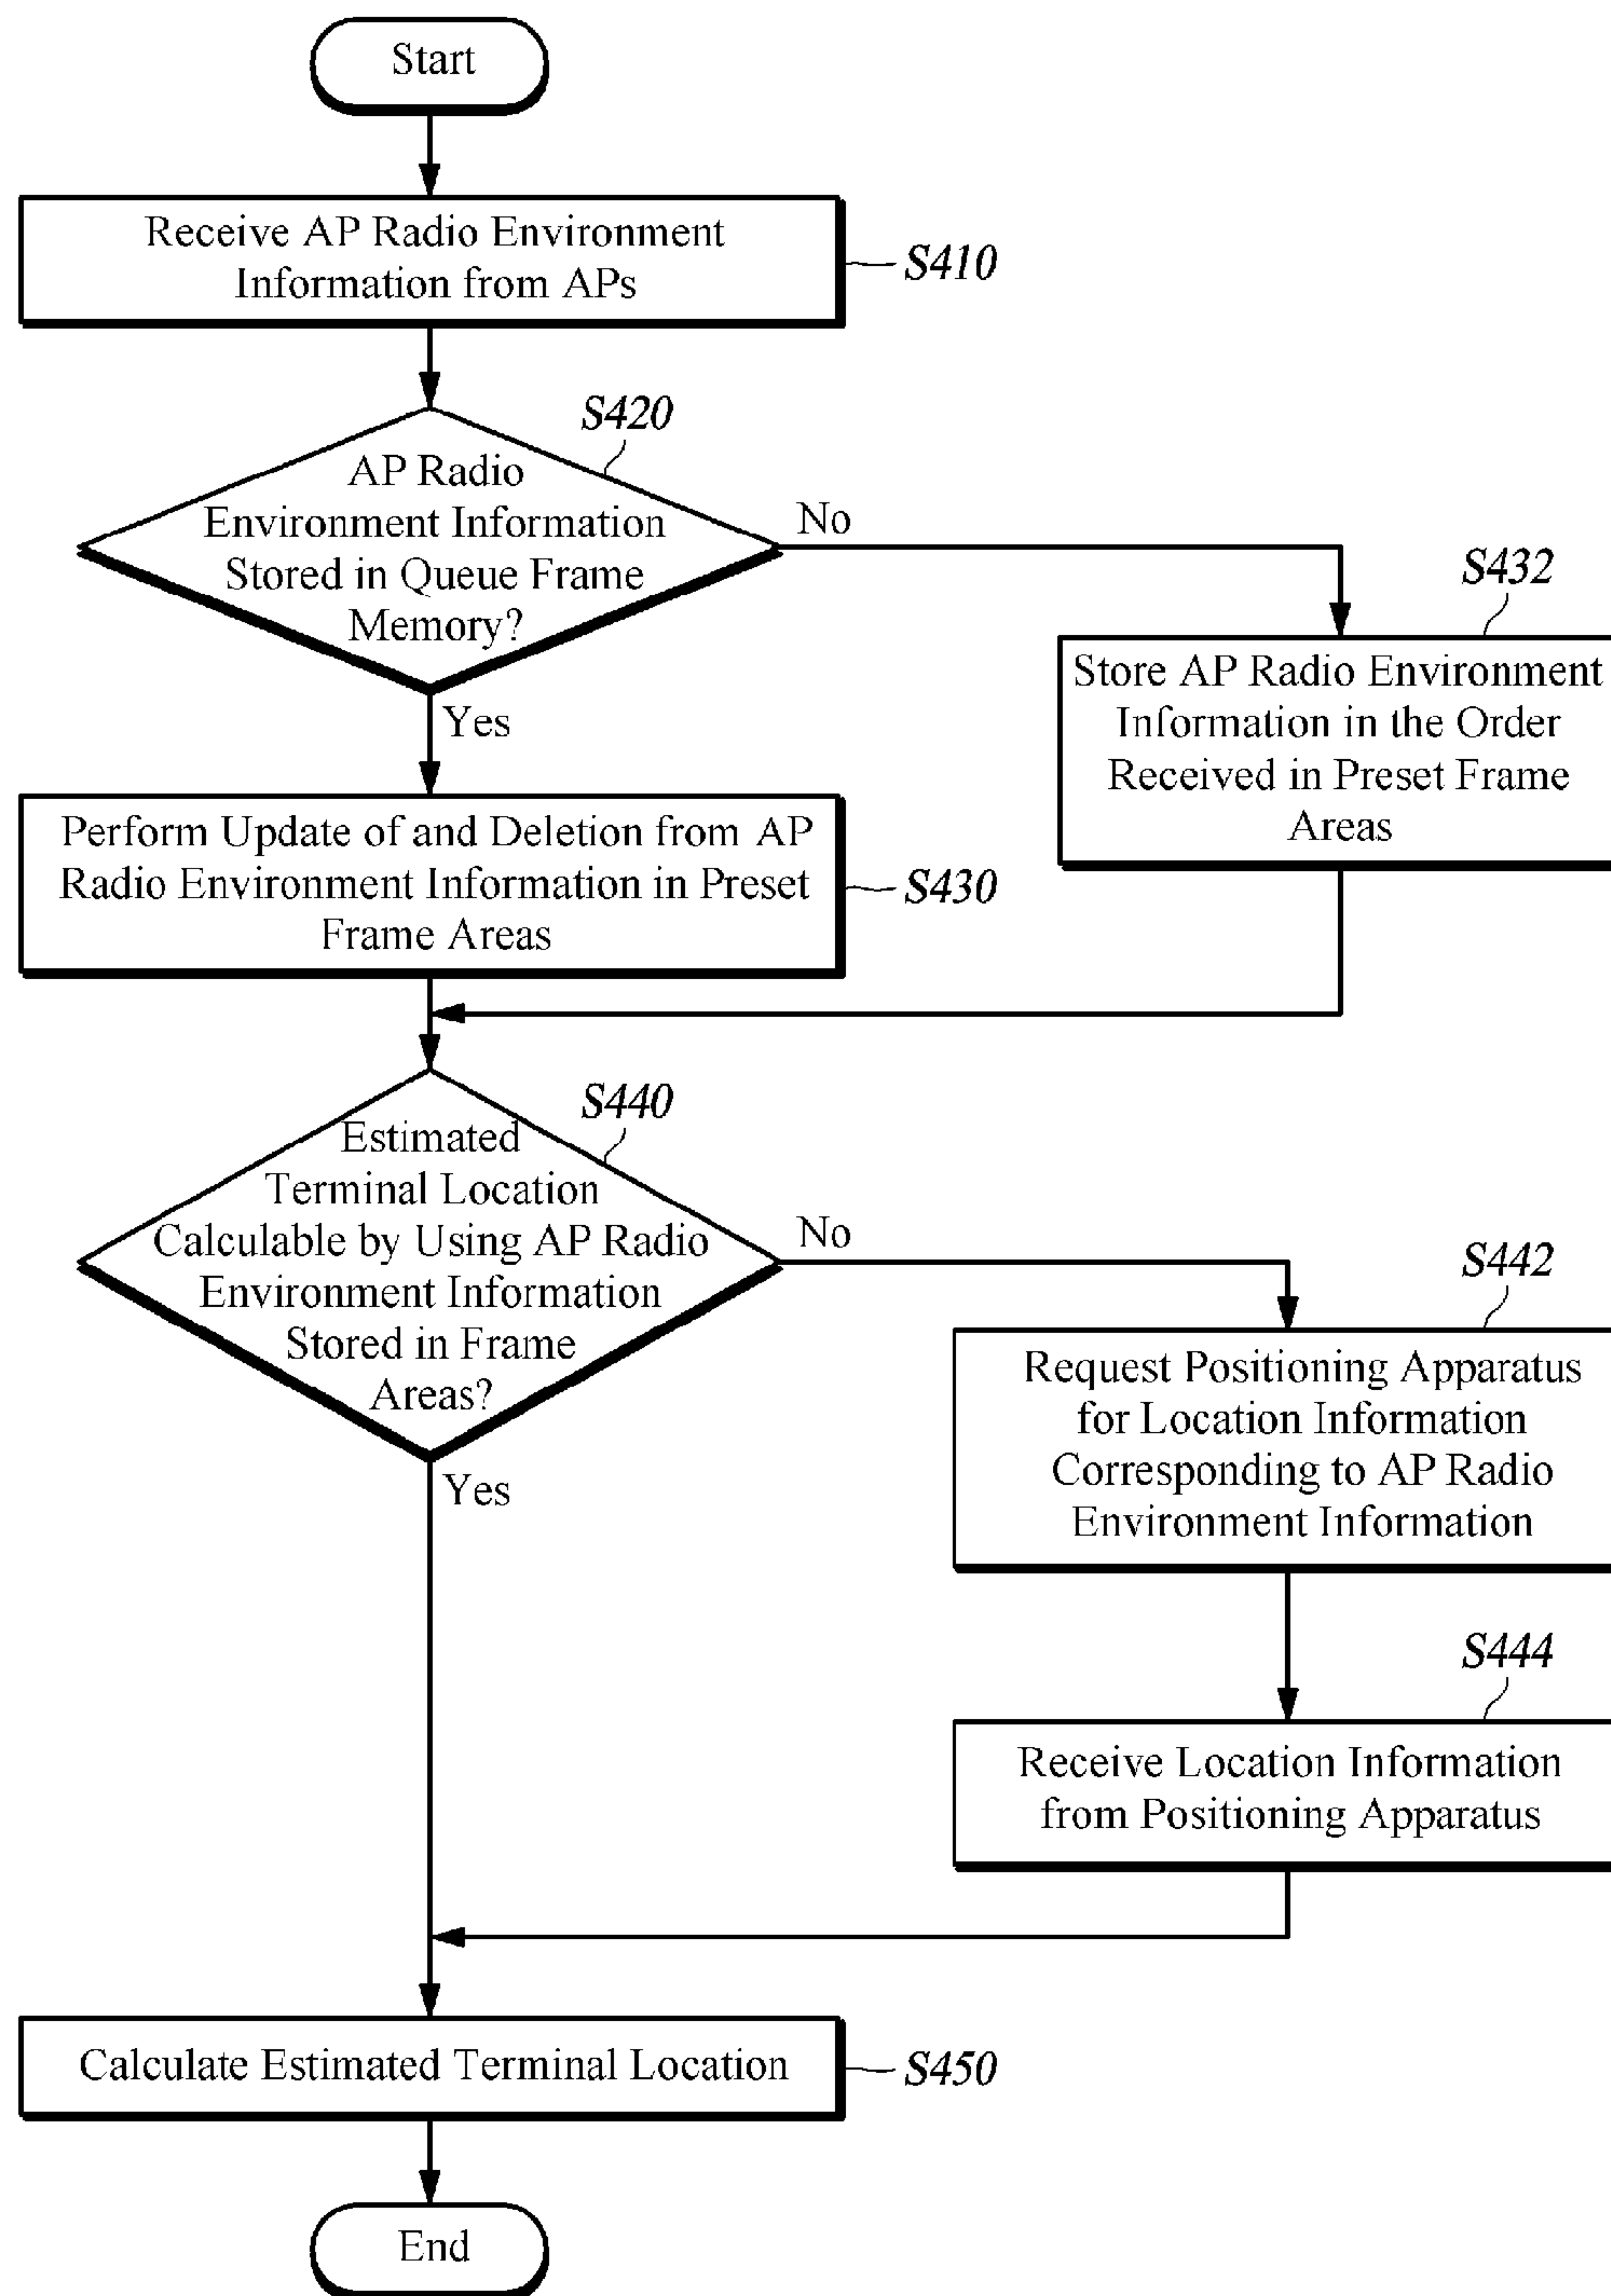 Start
Receive AP Radio Environment
Information from APs
S410
S420
AP Radio
Environment Information
Stored in Queue Frame
Memory?
No
Yes
S432
Store AP Radio Environment
Information in the Order
Received in Preset Frame
Areas
Perform Update of and Deletion from AP
Radio Environment Information in Preset
Frame Areas
S430
S440
Estimated
Terminal Location
Calculable by Using AP Radio
Environment Information
Stored in Frame
Areas?
No
Yes
S442
Request Positioning Apparatus
for Location Information
Corresponding to AP Radio
Environment Information
S444
Receive Location Information
from Positioning Apparatus
Calculate Estimated Terminal Location
S450
End